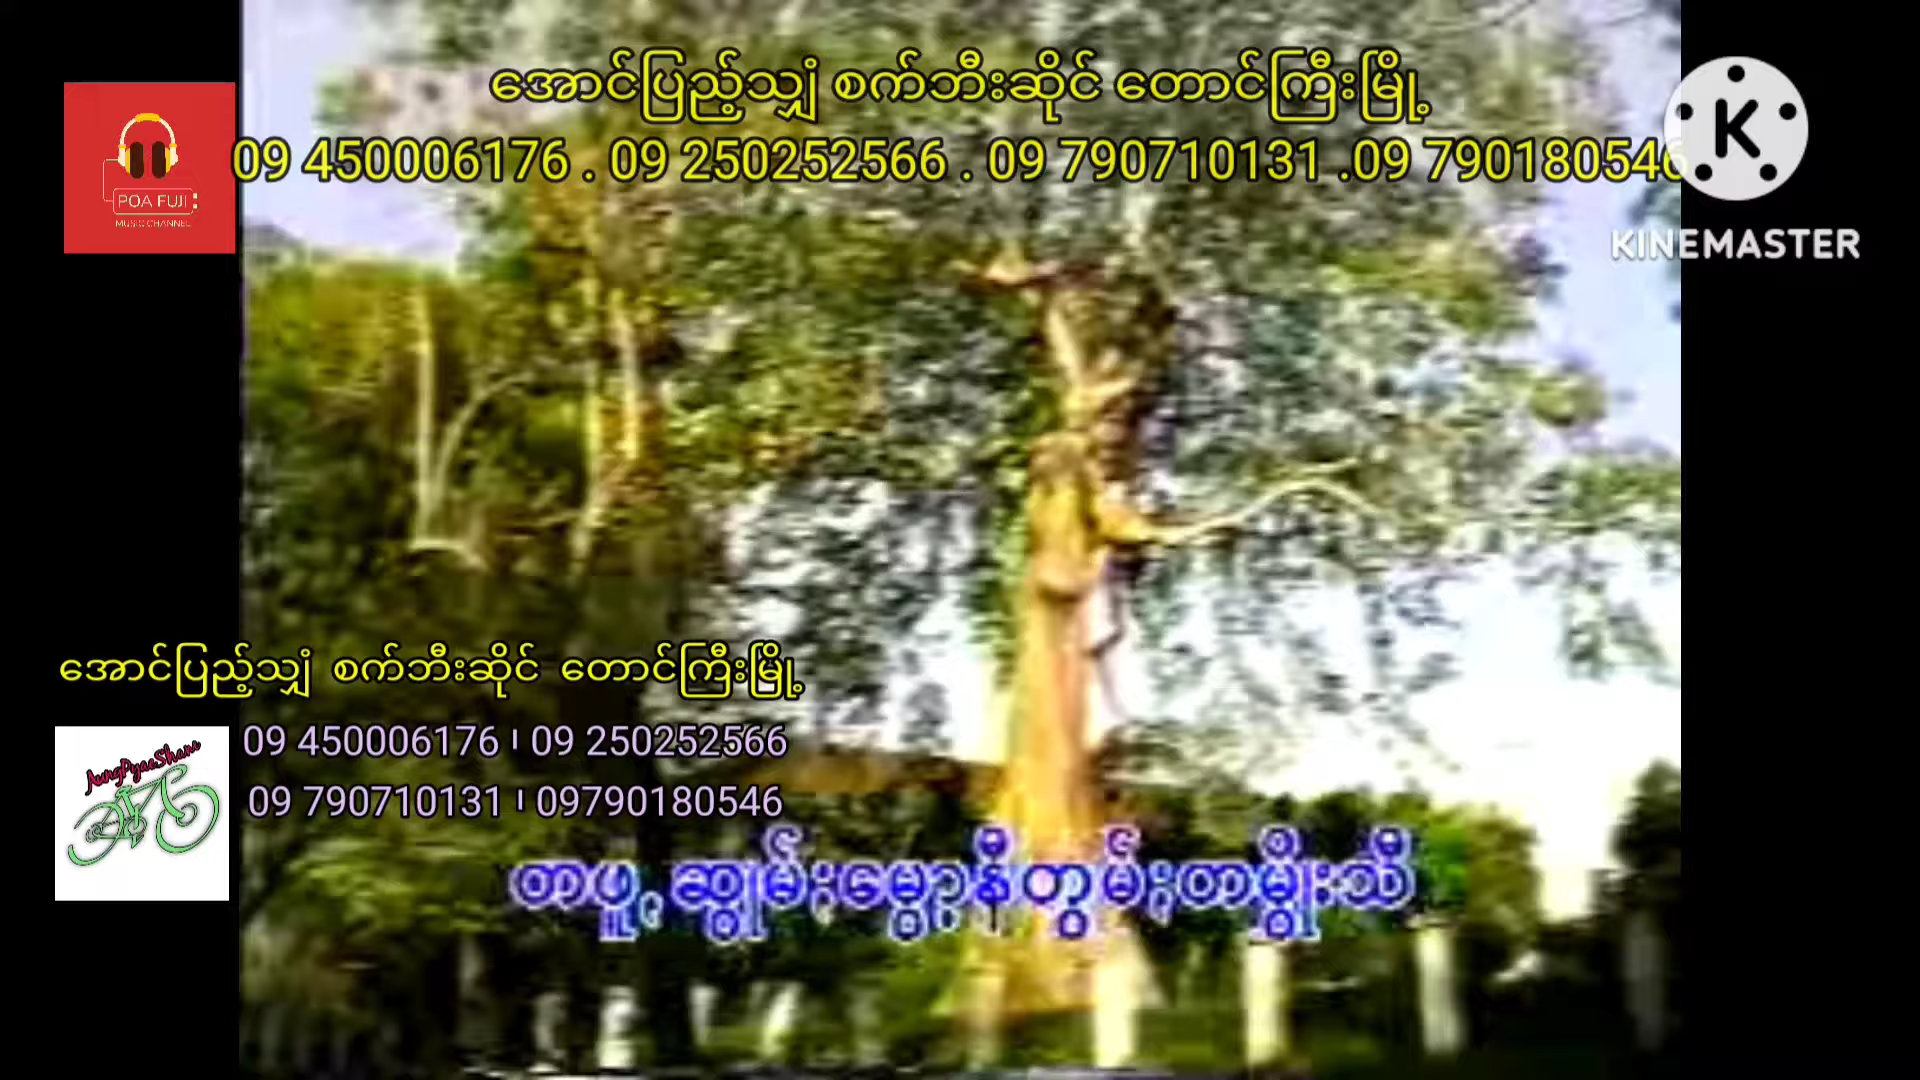 အောင်ပြည့်သျှံ စက်ဘီးဆိုင် တောင်ကြီးမြို့
09 450006176 . 09 250252566 . 09 790710131 .09 790180546
POA FUJI
MUSIC CHANNEL
K
KINEMASTER
အောင်ပြည့်သျှံ စက်ဘီးဆိုင် တောင်ကြီးမြို့
09 450006176 ၊ 09 250252566
09 790710131 ၊ 09790180546
AungPyaeShan